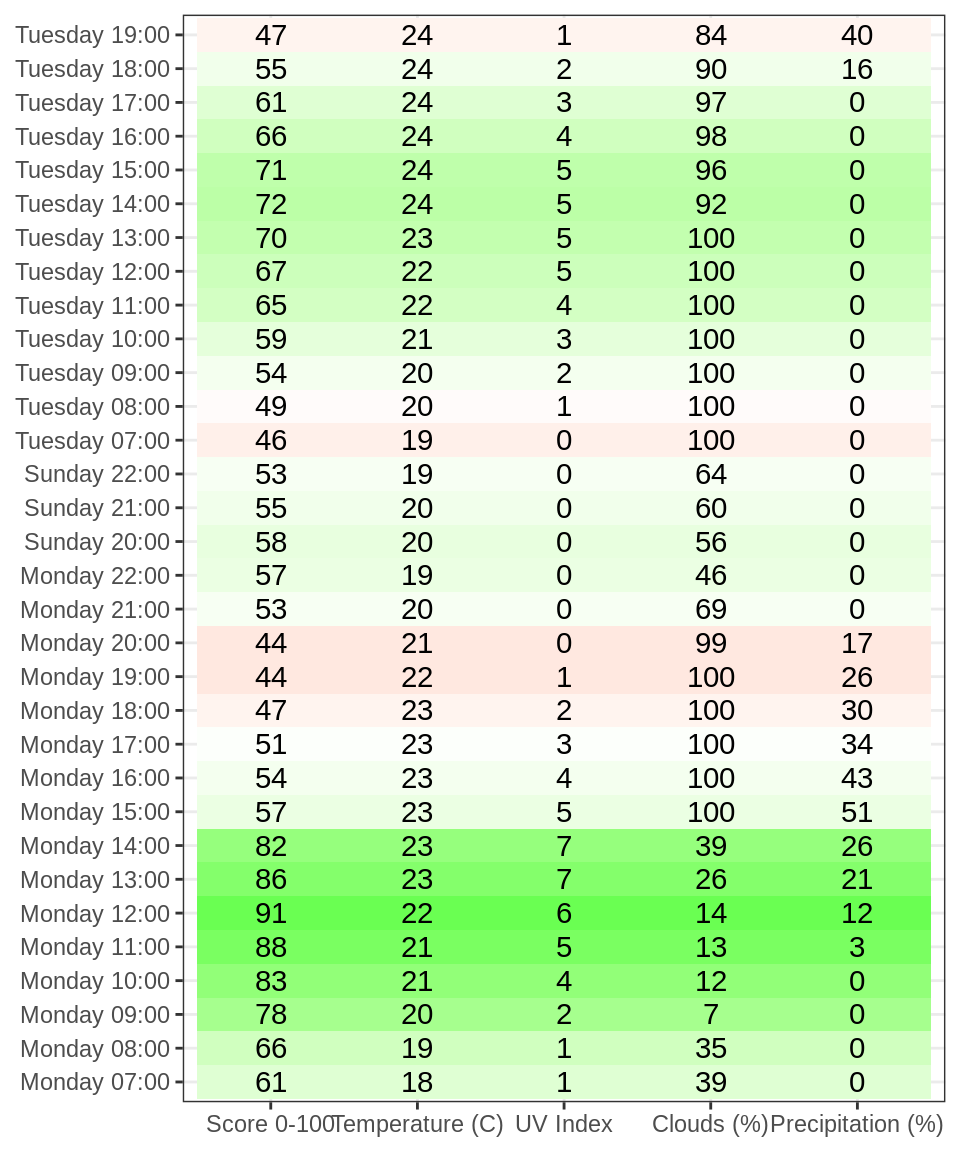 Tuesday 19:00 47 24 1 84 40
Tuesday 18:00 55 24 2 90 16
Tuesday 17:00 61 24 3 97 0
Tuesday 16:00 66 24 4 98 0
Tuesday 15:00 71 24 5 96 0
Tuesday 14:00 72 24 5 92 0
Tuesday 13:00 70 23 5 100 0
Tuesday 12:00 67 22 5 100 0
Tuesday 11:00 65 22 4 100 0
Tuesday 10:00 59 21 3 100 0
Tuesday 09:00 54 20 2 100 0
Tuesday 08:00 49 20 1 100 0
Tuesday 07:00 46 19 0 100 0
Sunday 22:00 53 19 0 64 0
Sunday 21:00 55 20 0 60 0
Sunday 20:00 58 20 0 56 0
Monday 22:00 57 19 0 46 0
Monday 21:00 53 20 0 69 0
Monday 20:00 44 21 0 99 17
Monday 19:00 44 22 1 100 26
Monday 18:00 47 23 2 100 30
Monday 17:00 51 23 3 100 34
Monday 16:00 54 23 4 100 43
Monday 15:00 57 23 5 100 51
Monday 14:00 82 23 7 39 26
Monday 13:00 86 23 7 26 21
Monday 12:00 91 22 6 14 12
Monday 11:00 88 21 5 13 3
Monday 10:00 83 21 4 12 0
Monday 09:00 78 20 2 7 0
Monday 08:00 66 19 1 35 0
Monday 07:00 61 18 1 39 0
Score 0-100 Temperature (C) UV Index Clouds (%) Precipitation (%)